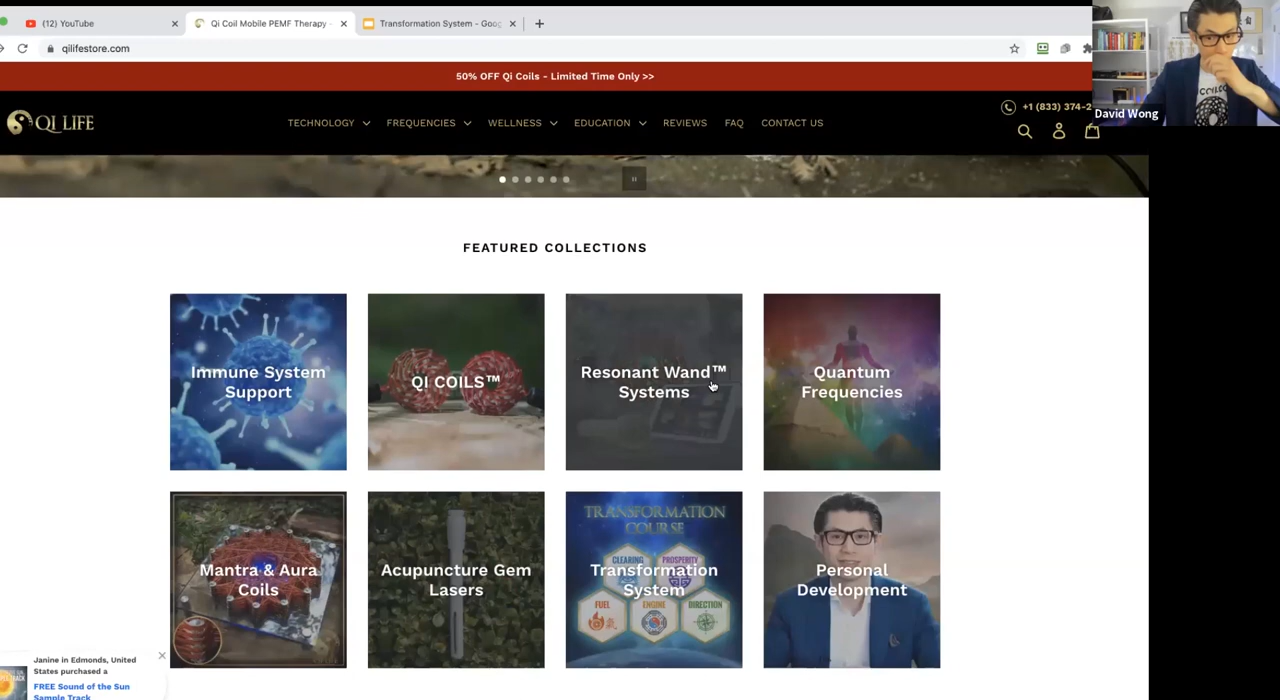 (12) YouTube
Qi Coil Mobile PEMF Therapy -
Transformation System - Goog
qilifestore.com
50% OFF Qi Coils - Limited Time Only >>
QI LIFE
TECHNOLOGY
FREQUENCIES
WELLNESS
EDUCATION
REVIEWS
FAQ
CONTACT US
+1 (833) 374-2
David Wong
FEATURED COLLECTIONS
Immune System
Support
QI COILS™
Resonant Wand™
Systems
Quantum
Frequencies
Mantra & Aura
Coils
Acupuncture Gem
Lasers
TRANSFORMATION
COURSE
CLEARING
PROSPERITY
Transformation
System
FUEL
ENGINE
DIRECTION
Personal
Development
Janine in Edmonds, United
States purchased a
FREE Sound of the Sun
Sample Track